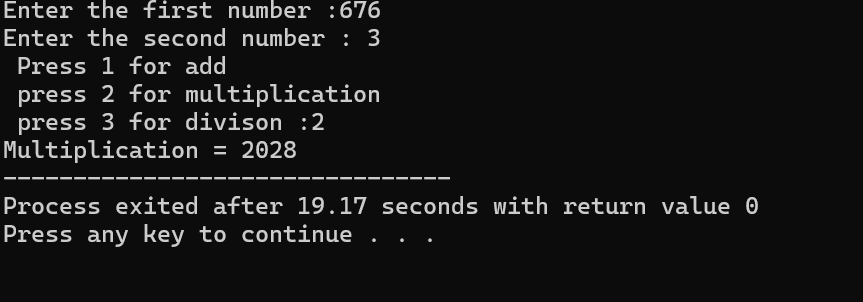 Enter the first number :676
Enter the second number : 3
 Press 1 for add
 press 2 for multiplication
 press 3 for divison :2
Multiplication = 2028
--------------------------------
Process exited after 19.17 seconds with return value 0
Press any key to continue . . .